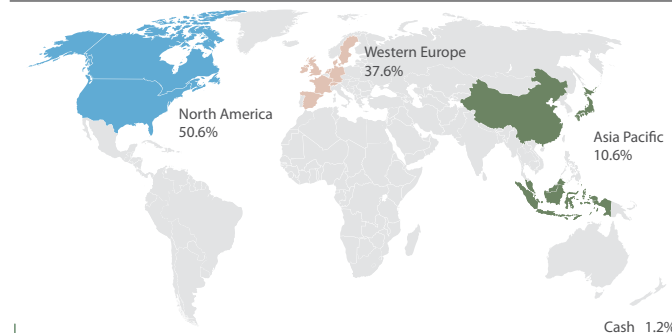 Western Europe
37.6%
North America
50.6%
Asia Pacific
10.6%
Cash 1.2%